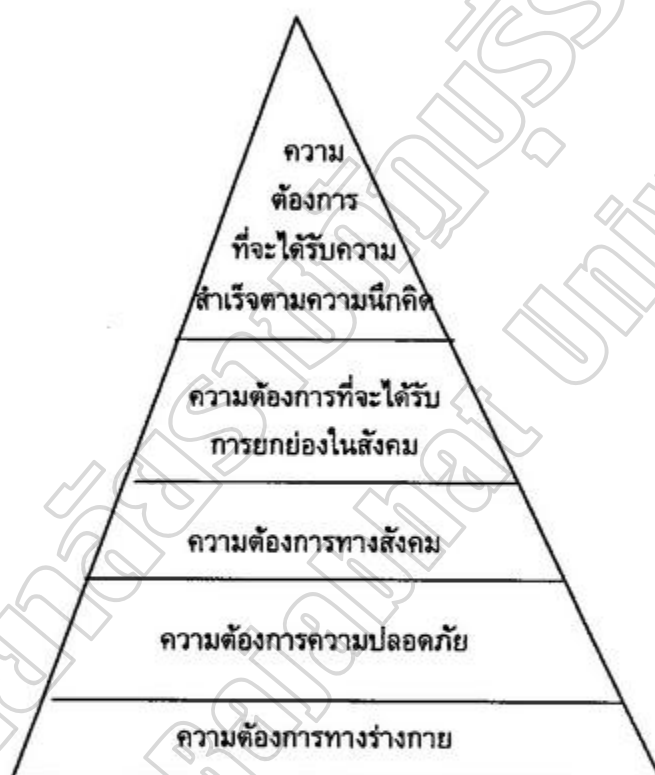 ความ
ต้องการ
ที่จะได้รับความ
สำเร็จตามความนึกคิด
ความต้องการที่จะได้รับ
การยกย่องในสังคม
ความต้องการทางสังคม
ความต้องการความปลอดภัย
ความต้องการทางร่างกาย